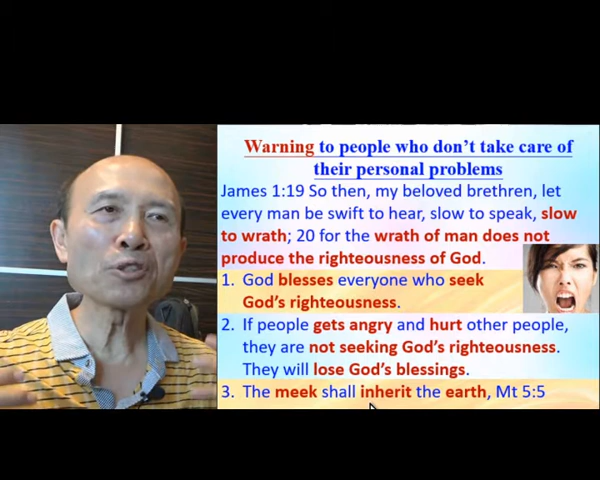 Warning to people who don't take care of
their personal problems
James 1:19 So then, my beloved brethren, let
every man be swift to hear, slow to speak, slow
to wrath; 20 for the wrath of man does not
produce the righteousness of God.
1. God blesses everyone who seek
God's righteousness.
2. If people gets angry and hurt other people,
they are not seeking God's righteousness.
They will lose God's blessings.
3. The meek shall inherit the earth, Mt 5:5